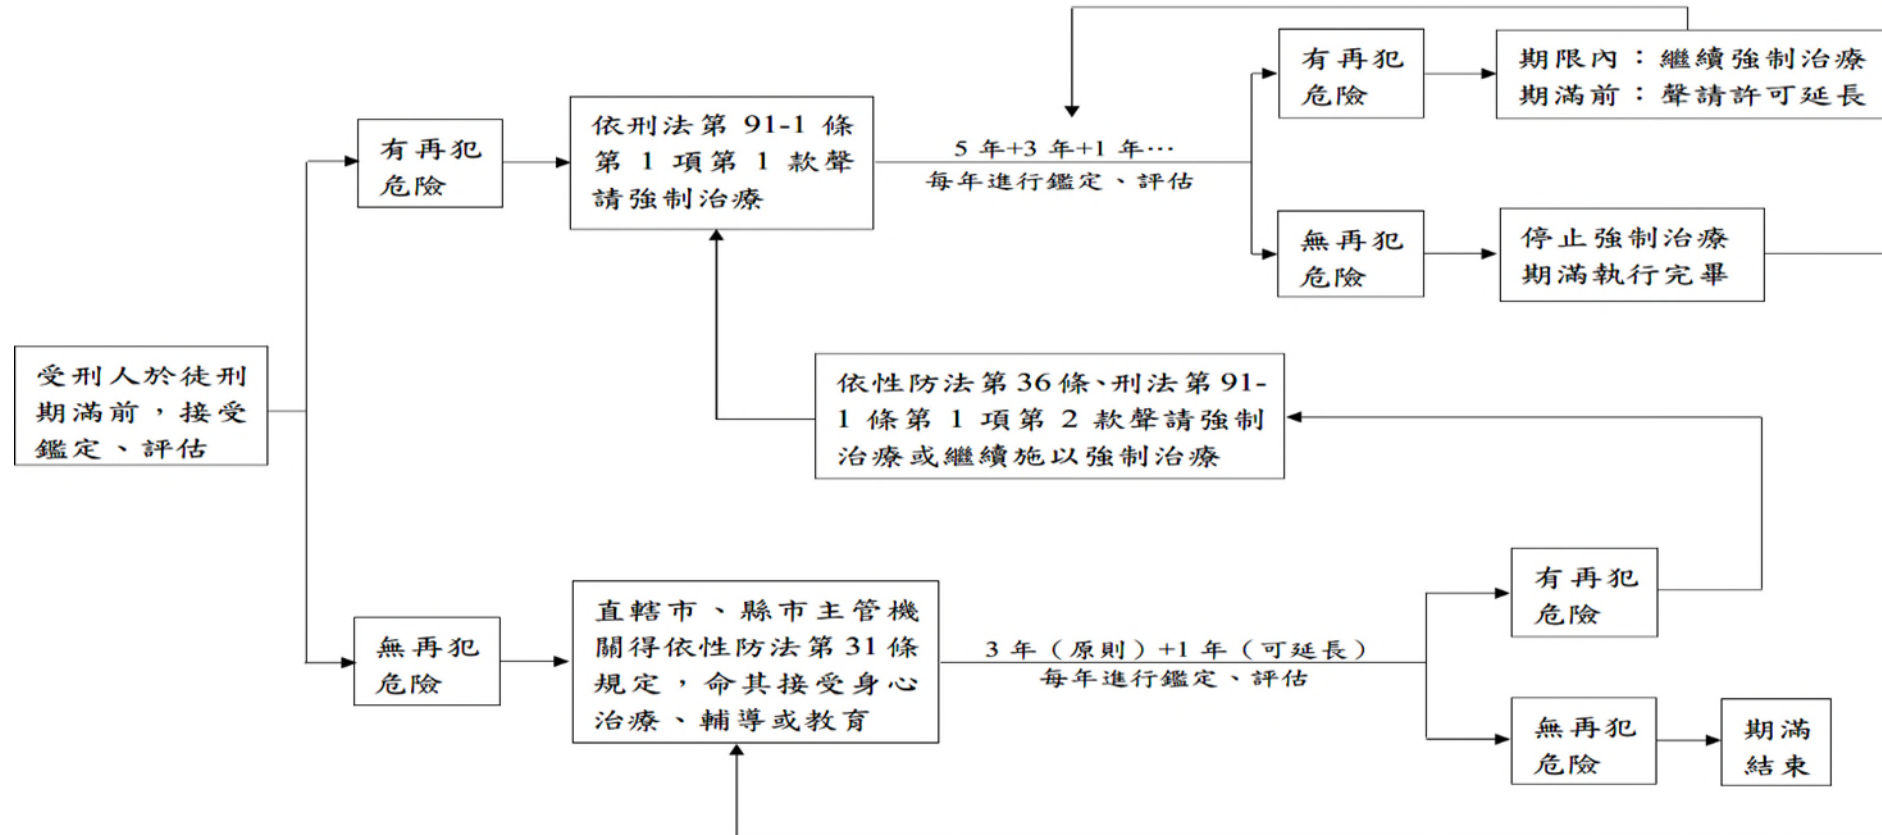 受刑人於徒刑
期滿前，接受
鑑定、評估
有再犯
危險
依刑法第 91-1 條
第 1 項第 1 款聲
請強制治療
5 年+3 年+1 年…
每年進行鑑定、評估
有再犯
危險
期限內：繼續強制治療
期滿前：聲請許可延長
無再犯
危險
停止強制治療
期滿執行完畢
依性防法第 36 條、刑法第 91-
1 條第 1 項第 2 款聲請強制
治療或繼續施以強制治療
無再犯
危險
直轄市、縣市主管機
關得依性防法第 31 條
規定，命其接受身心
治療、輔導或教育
3 年（原則）+1 年（可延長）
每年進行鑑定、評估
有再犯
危險
無再犯
危險
期滿
結束